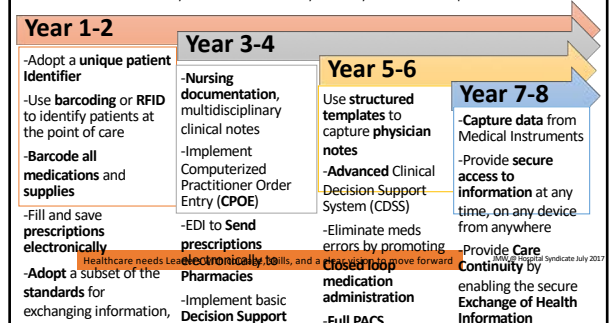 Year 1-2
-Adopt a unique patient
Identifier
-Use barcoding or RFID
to identify patients at
the point of care
-Barcode all
medications and
supplies
-Fill and save
prescriptions
electronically
-Adopt a subset of the
standards for
exchanging information,
Year 3-4
-Nursing
documentation,
multidisciplinary
clinical notes
-Implement
Computerized
Practitioner Order
Entry (CPOE)
-EDI to Send
prescriptions
electronically to
Pharmacies
-Implement basic
Decision Support
Year 5-6
Use structured
templates to
capture physician
notes
-Advanced Clinical
Decision Support
System (CDSS)
-Eliminate meds
errors by promoting
Closed loop
medication
administration
-Full PACS
Year 7-8
-Capture data from
Medical Instruments
-Provide secure
access to
information at any
time, on any device
from anywhere
-Provide Care
Continuity by
enabling the secure
Exchange of Health
Information
Healthcare needs skills, and a clear vision to move forward
JMW @ Hospital Syndicate July 2017